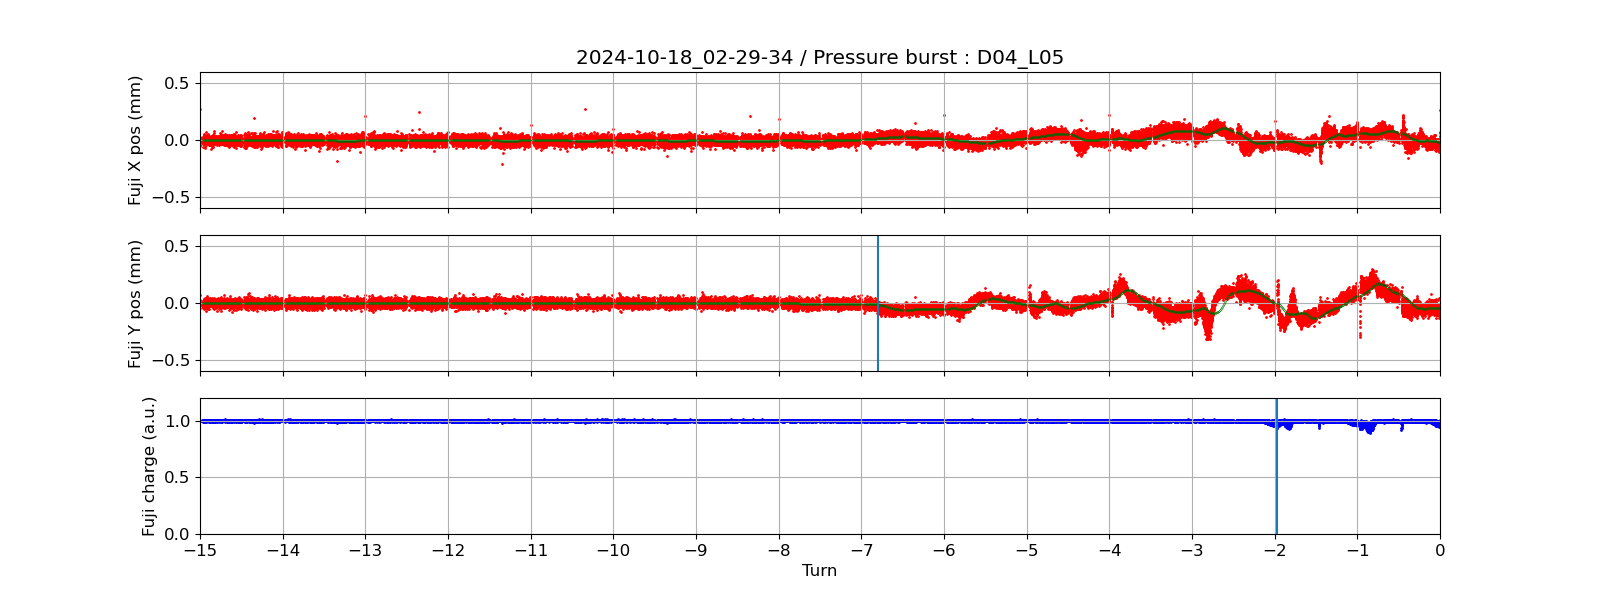 2024-10-18_02-29-34 / Pressure burst : D04_L05
Fuji X pos (mm)
0.5
0.0
−0.5
Fuji Y pos (mm)
0.5
0.0
−0.5
Fuji charge (a.u.)
1.0
0.5
0.0
−15 −14 −13 −12 −11 −10 −9 −8 −7 −6 −5 −4 −3 −2 −1 0
Turn